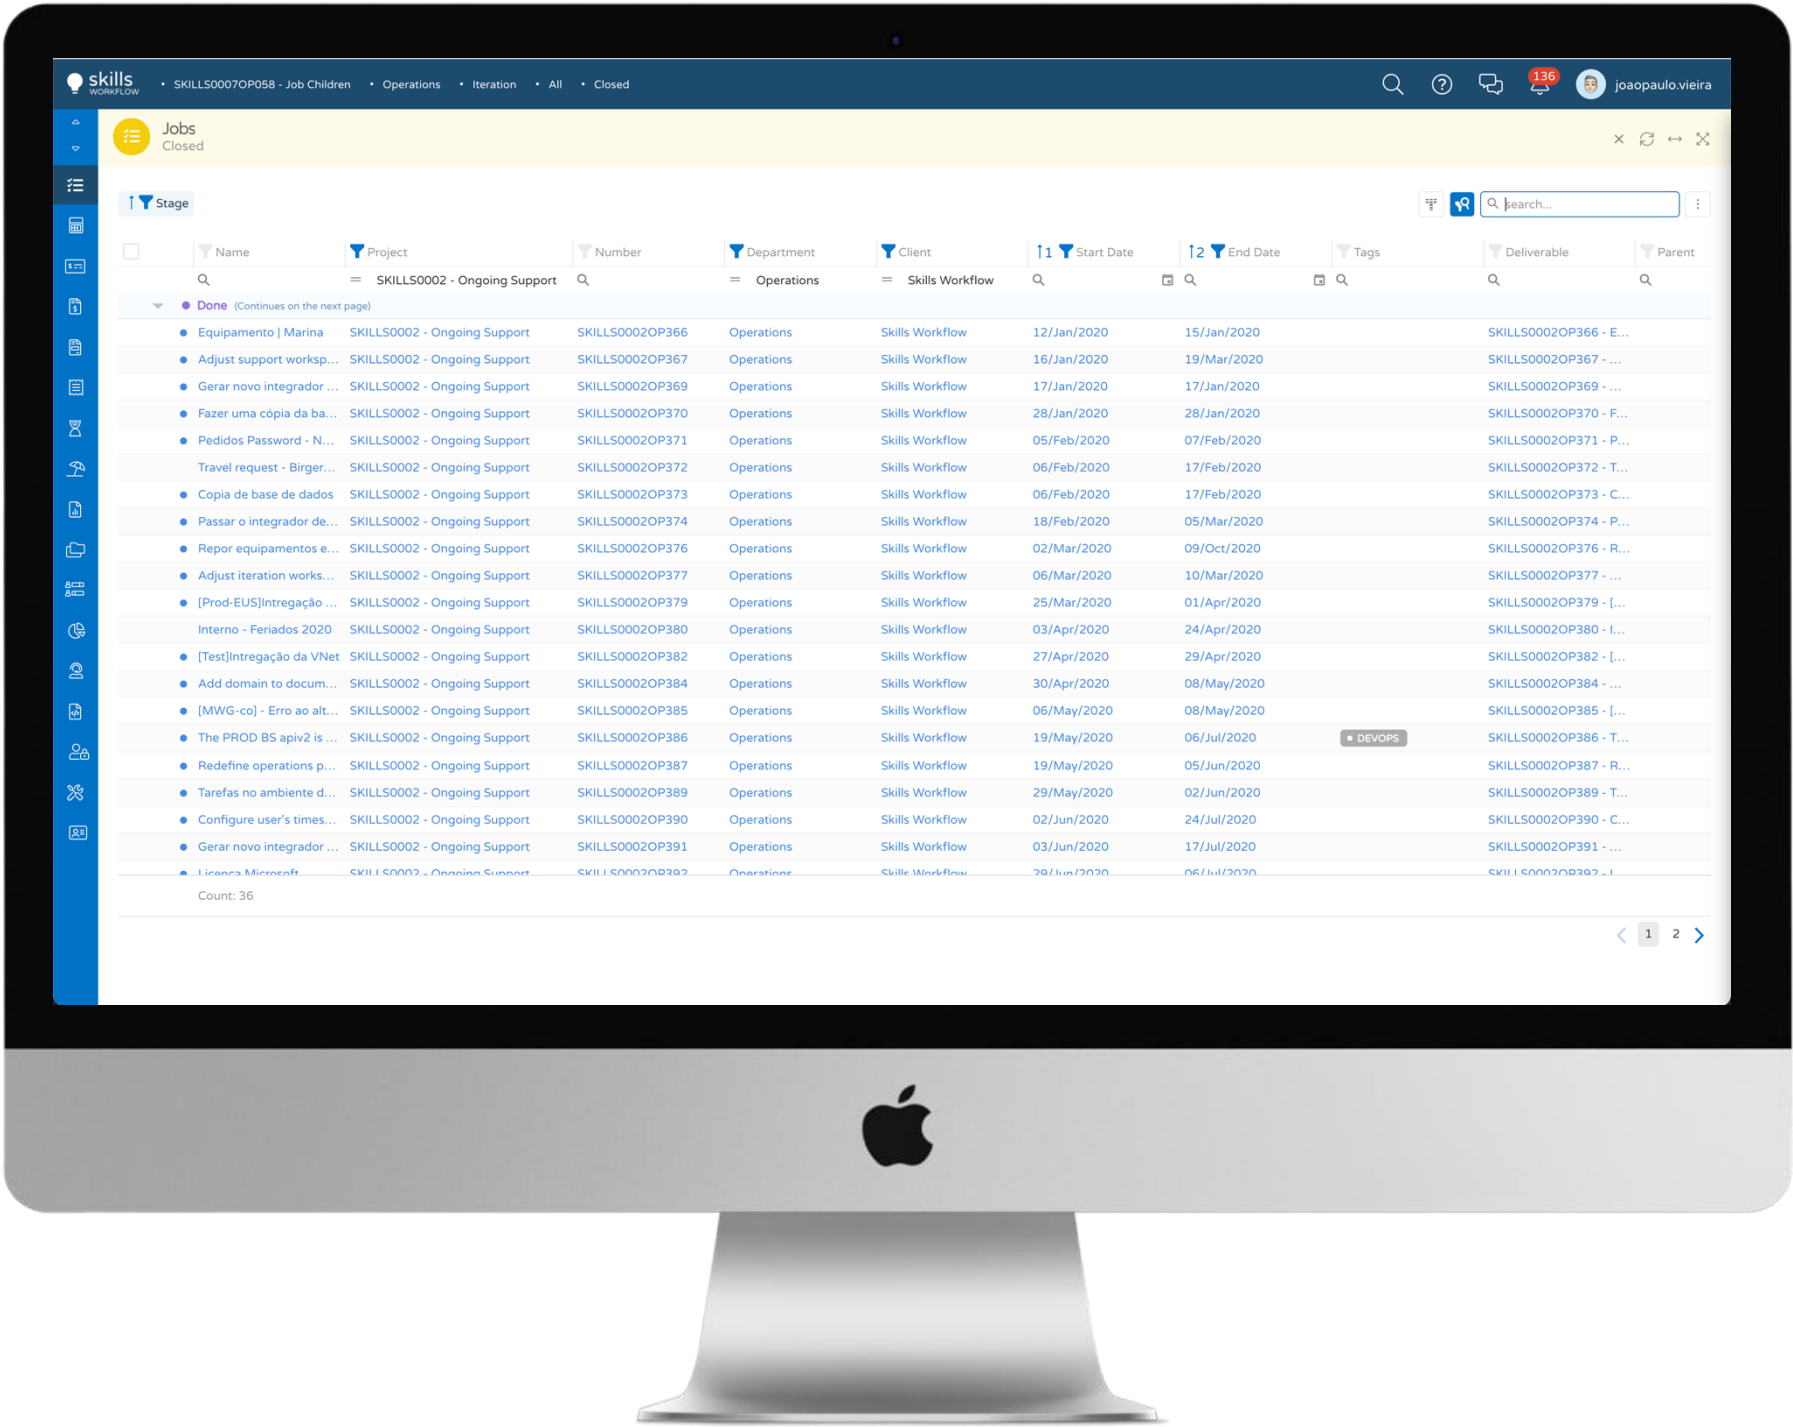 skills
WORKFLOW
• SKILLS0007OP058 - Job Children • Operations • Iteration • All • Closed
136
joaopaulo.vieira
Jobs
Closed
Stage
search...
Name Project Number Department Client 1 Start Date 2 End Date Tags Deliverable Parent
= SKILLS0002 - Ongoing Support = Operations = Skills Workflow
Done (Continues on the next page)
Equipamento | Marina SKILLS0002 - Ongoing Support SKILLS0002OP366 Operations Skills Workflow 12/Jan/2020 15/Jan/2020 SKILLS0002OP366 - E...
Adjust support worksp... SKILLS0002 - Ongoing Support SKILLS0002OP367 Operations Skills Workflow 16/Jan/2020 19/Mar/2020 SKILLS0002OP367 - ...
Gerar novo integrador ... SKILLS0002 - Ongoing Support SKILLS0002OP369 Operations Skills Workflow 17/Jan/2020 17/Jan/2020 SKILLS0002OP369 - ...
Fazer uma cópia da ba... SKILLS0002 - Ongoing Support SKILLS0002OP370 Operations Skills Workflow 28/Jan/2020 28/Jan/2020 SKILLS0002OP370 - F...
Pedidos Password - N... SKILLS0002 - Ongoing Support SKILLS0002OP371 Operations Skills Workflow 05/Feb/2020 07/Feb/2020 SKILLS0002OP371 - P...
Travel request - Birger... SKILLS0002 - Ongoing Support SKILLS0002OP372 Operations Skills Workflow 06/Feb/2020 17/Feb/2020 SKILLS0002OP372 - T...
Copia de base de dados SKILLS0002 - Ongoing Support SKILLS0002OP373 Operations Skills Workflow 06/Feb/2020 17/Feb/2020 SKILLS0002OP373 - C...
Passar o integrador de... SKILLS0002 - Ongoing Support SKILLS0002OP374 Operations Skills Workflow 18/Feb/2020 05/Mar/2020 SKILLS0002OP374 - P...
Repor equipamentos e... SKILLS0002 - Ongoing Support SKILLS0002OP376 Operations Skills Workflow 02/Mar/2020 09/Oct/2020 SKILLS0002OP376 - R...
Adjust iteration works... SKILLS0002 - Ongoing Support SKILLS0002OP377 Operations Skills Workflow 06/Mar/2020 10/Mar/2020 SKILLS0002OP377 - ...
[Prod-EUS]Intregação ... SKILLS0002 - Ongoing Support SKILLS0002OP379 Operations Skills Workflow 25/Mar/2020 01/Apr/2020 SKILLS0002OP379 - [...
Interno - Feriados 2020 SKILLS0002 - Ongoing Support SKILLS0002OP380 Operations Skills Workflow 03/Apr/2020 24/Apr/2020 SKILLS0002OP380 - I...
[Test]Intregação da VNet SKILLS0002 - Ongoing Support SKILLS0002OP382 Operations Skills Workflow 27/Apr/2020 29/Apr/2020 SKILLS0002OP382 - [...
Add domain to docum... SKILLS0002 - Ongoing Support SKILLS0002OP384 Operations Skills Workflow 30/Apr/2020 08/May/2020 SKILLS0002OP384 - ...
[MWG-co] - Erro ao alt... SKILLS0002 - Ongoing Support SKILLS0002OP385 Operations Skills Workflow 06/May/2020 08/May/2020 SKILLS0002OP385 - [...
The PROD BS apiv2 is ... SKILLS0002 - Ongoing Support SKILLS0002OP386 Operations Skills Workflow 19/May/2020 06/Jul/2020 DEVOPS SKILLS0002OP386 - T...
Redefine operations p... SKILLS0002 - Ongoing Support SKILLS0002OP387 Operations Skills Workflow 19/May/2020 05/Jun/2020 SKILLS0002OP387 - R...
Tarefas no ambiente d... SKILLS0002 - Ongoing Support SKILLS0002OP389 Operations Skills Workflow 29/May/2020 02/Jun/2020 SKILLS0002OP389 - T...
Configure user's times... SKILLS0002 - Ongoing Support SKILLS0002OP390 Operations Skills Workflow 02/Jun/2020 24/Jul/2020 SKILLS0002OP390 - C...
Gerar novo integrador ... SKILLS0002 - Ongoing Support SKILLS0002OP391 Operations Skills Workflow 03/Jun/2020 17/Jul/2020 SKILLS0002OP391 - ...
Licença Microsoft SKILLS0002 - Ongoing Support SKILLS0002OP392 Operations Skills Workflow 29/Jun/2020 06/Jul/2020 SKILLS0002OP392 - L
Count: 36
1 2